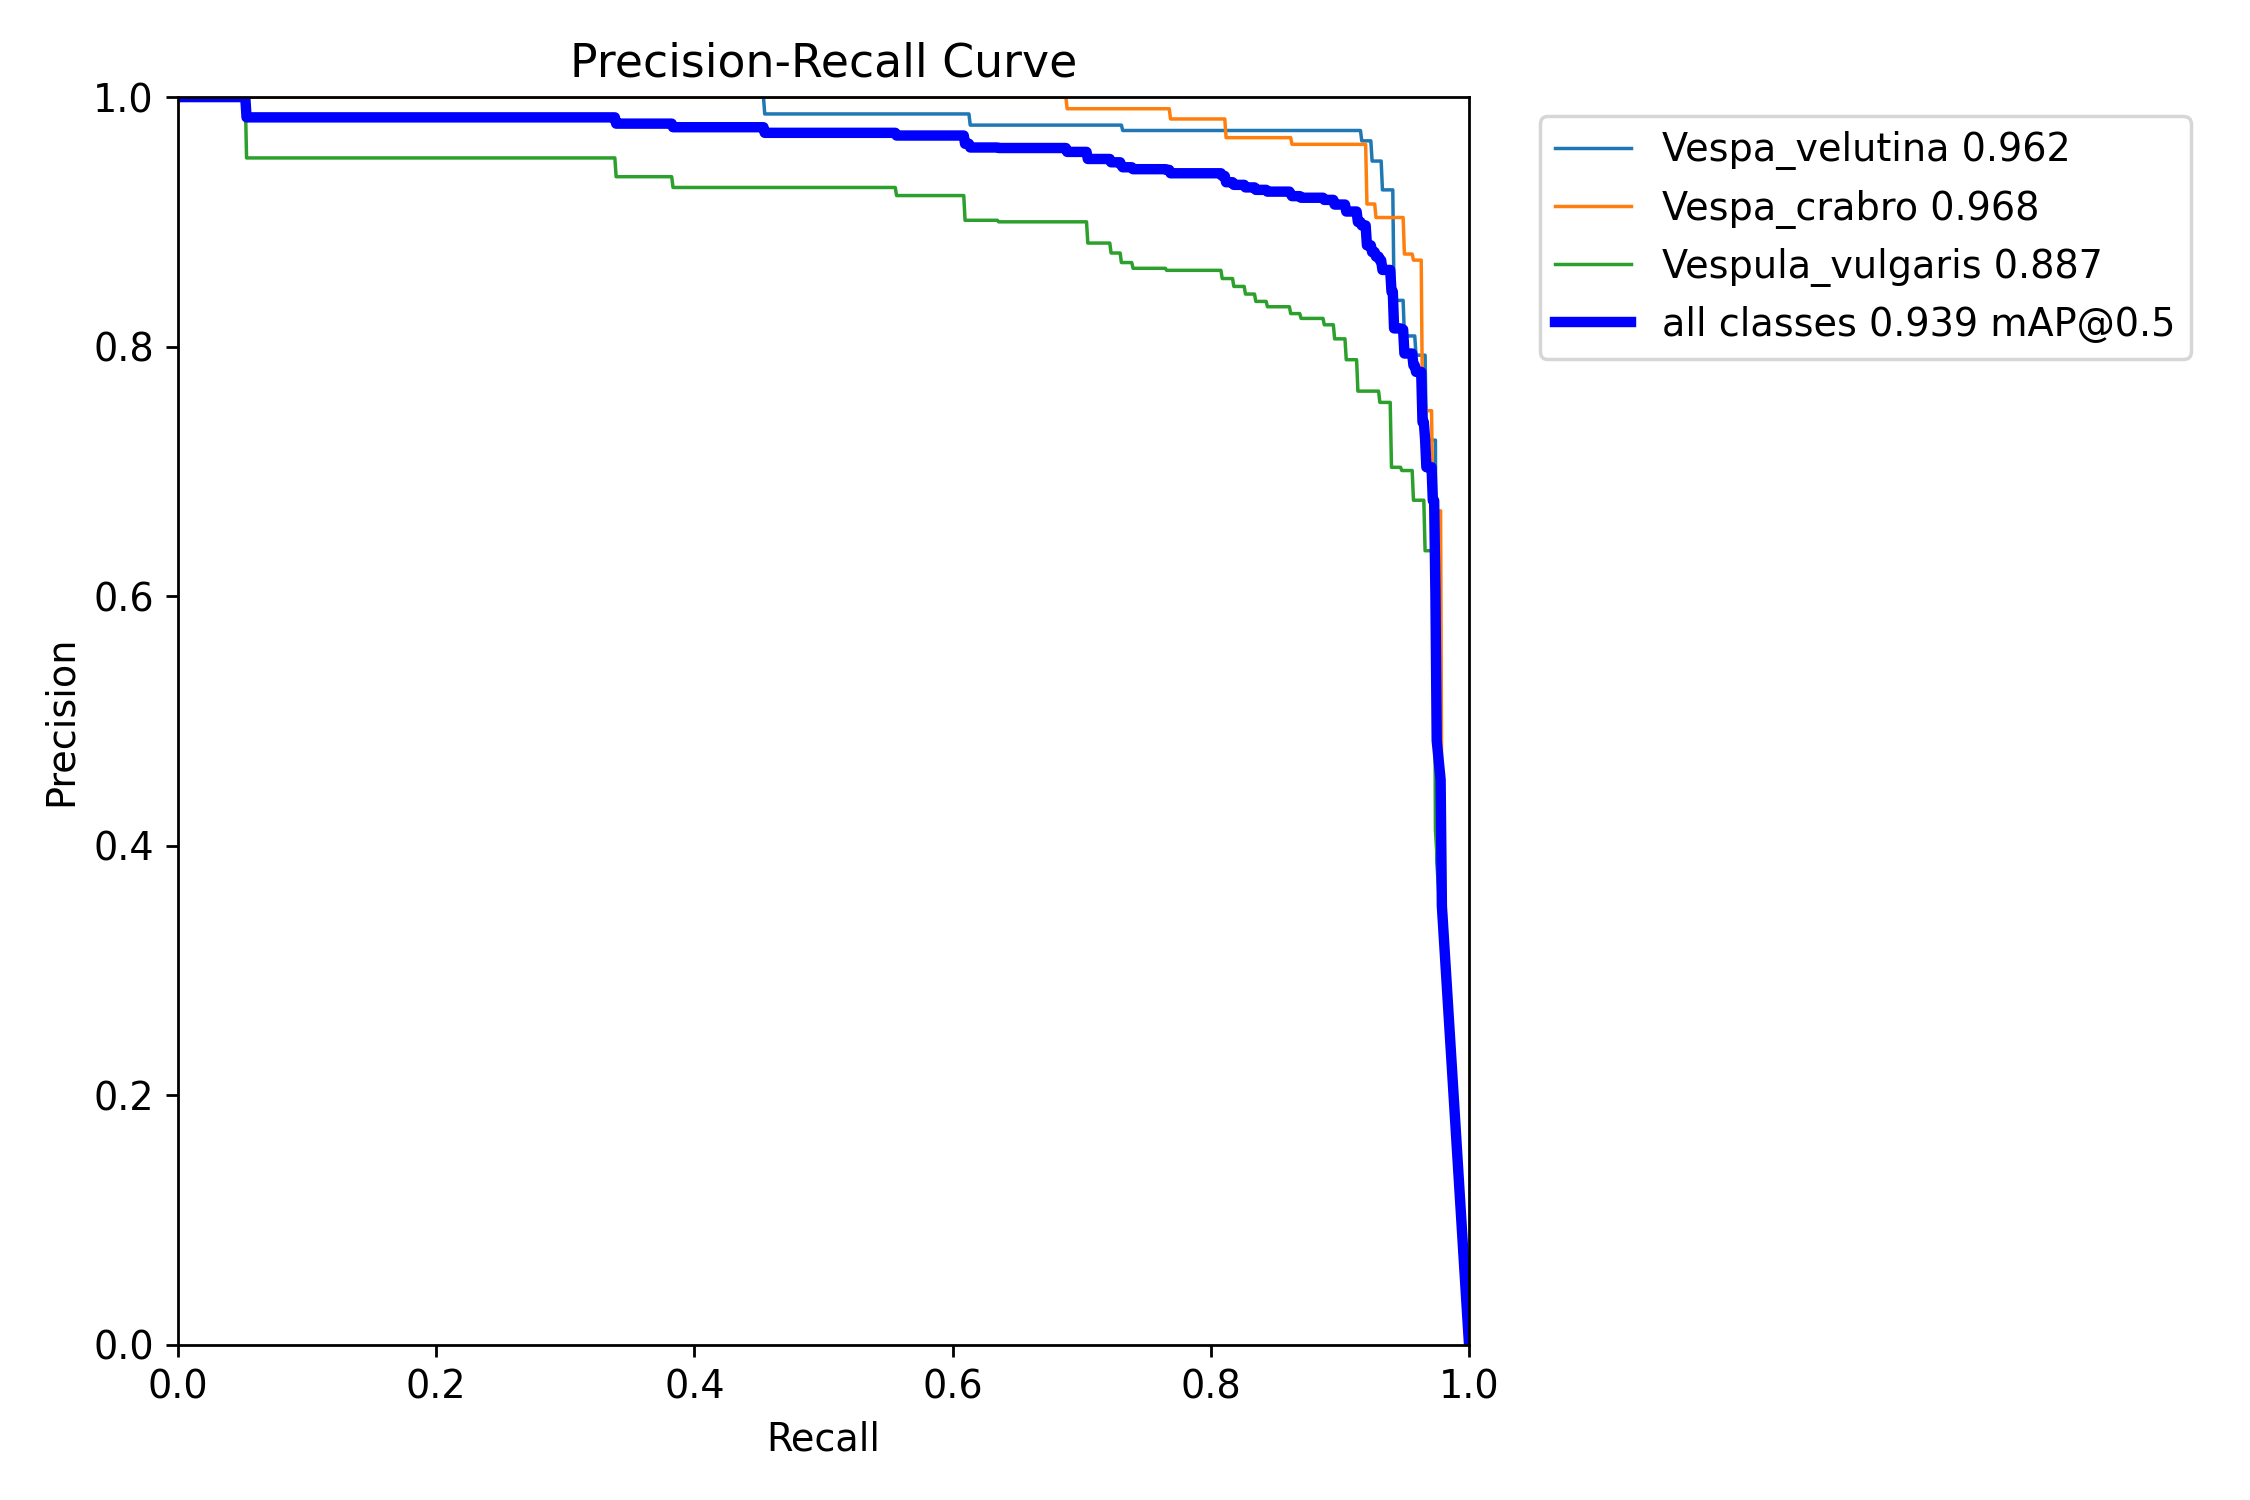 Precision-Recall Curve
1.0
0.8
0.6
0.4
0.2
0.0
Precision
0.0 0.2 0.4 0.6 0.8 1.0
Recall
Vespa_velutina 0.962
Vespa_crabro 0.968
Vespula_vulgaris 0.887
all classes 0.939 mAP@0.5